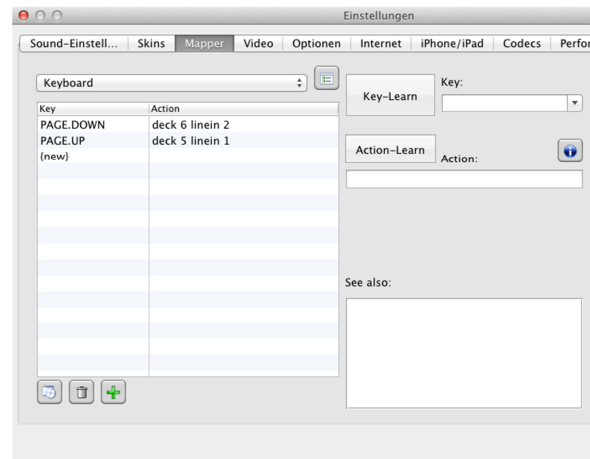 Einstellungen
Sound-Einstell... Skins Mapper Video Optionen Internet iPhone/iPad Codecs Perfor
Keyboard
Key Action
PAGE.DOWN deck 6 linein 2
PAGE.UP deck 5 linein 1
{new}
Key-Learn
Key:
Action-Learn
Action:
See also: